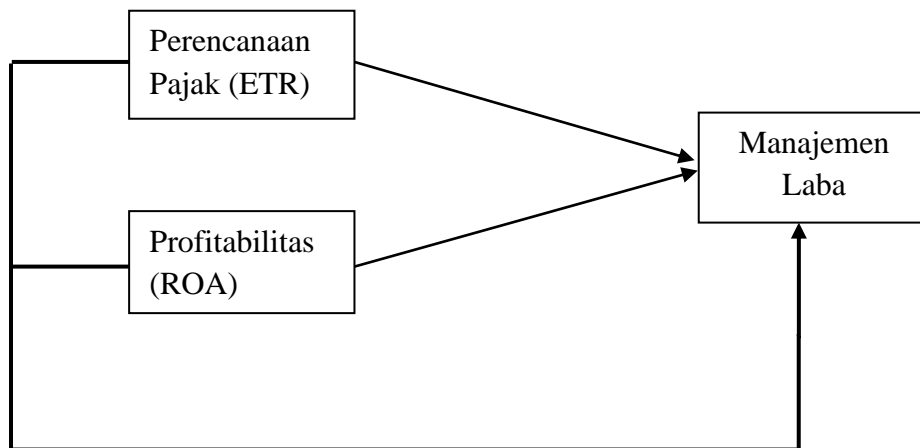 Perencanaan
Pajak (ETR)
Manajemen
Laba
Profitabilitas
(ROA)